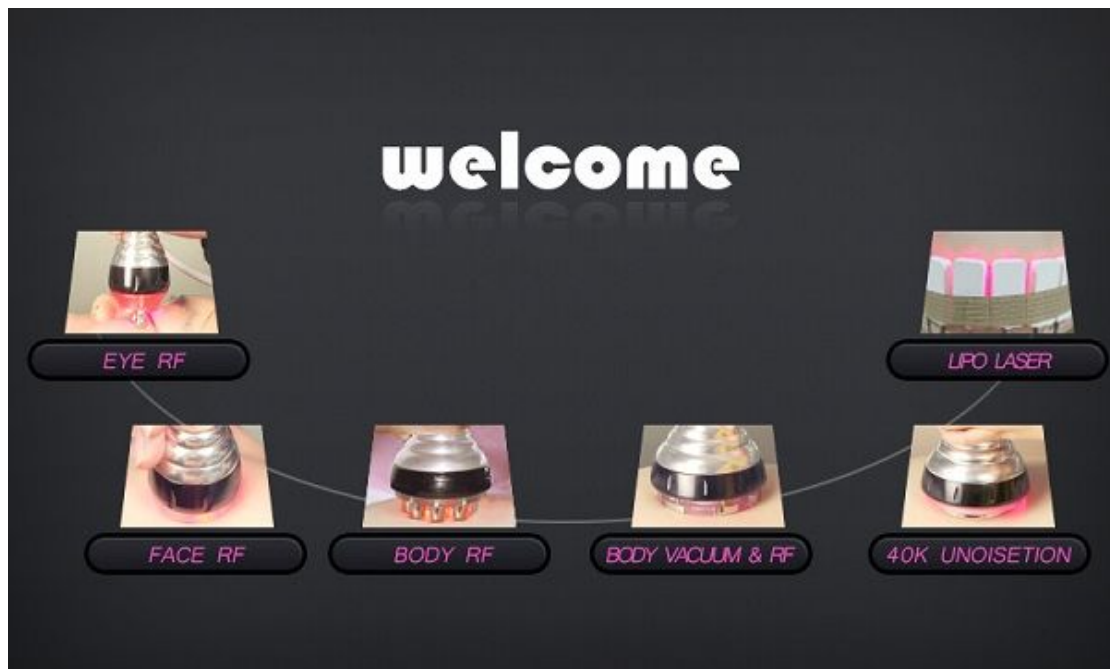 welcome
EYE RF
LIPO LASER
FACE RF
BODY RF
BODY VACUUM & RF
40K UNOISETION